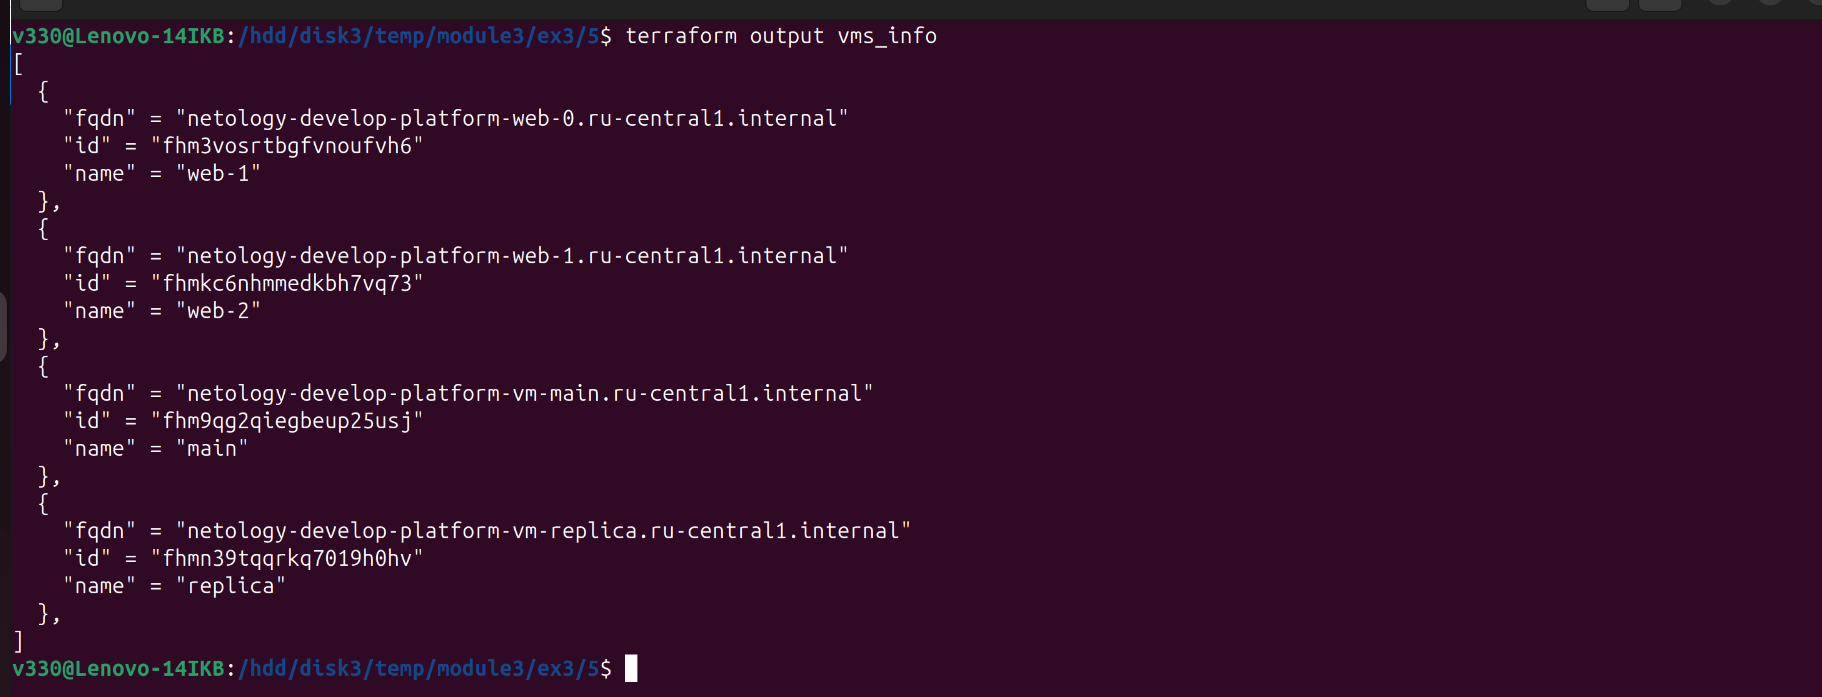 v330@Lenovo-14IKB:/hdd/disk3/temp/module3/ex3/5$ terraform output vms_info
[
  {
    "fqdn" = "netology-develop-platform-web-0.ru-central1.internal"
    "id" = "fhm3vosrtbgfvnoufvh6"
    "name" = "web-1"
  },
  {
    "fqdn" = "netology-develop-platform-web-1.ru-central1.internal"
    "id" = "fhmkc6nhmmedkbh7vq73"
    "name" = "web-2"
  },
  {
    "fqdn" = "netology-develop-platform-vm-main.ru-central1.internal"
    "id" = "fhm9qg2qiegbeup25usj"
    "name" = "main"
  },
  {
    "fqdn" = "netology-develop-platform-vm-replica.ru-central1.internal"
    "id" = "fhmn39tqqrkq7019h0hv"
    "name" = "replica"
  },
]
v330@Lenovo-14IKB:/hdd/disk3/temp/module3/ex3/5$